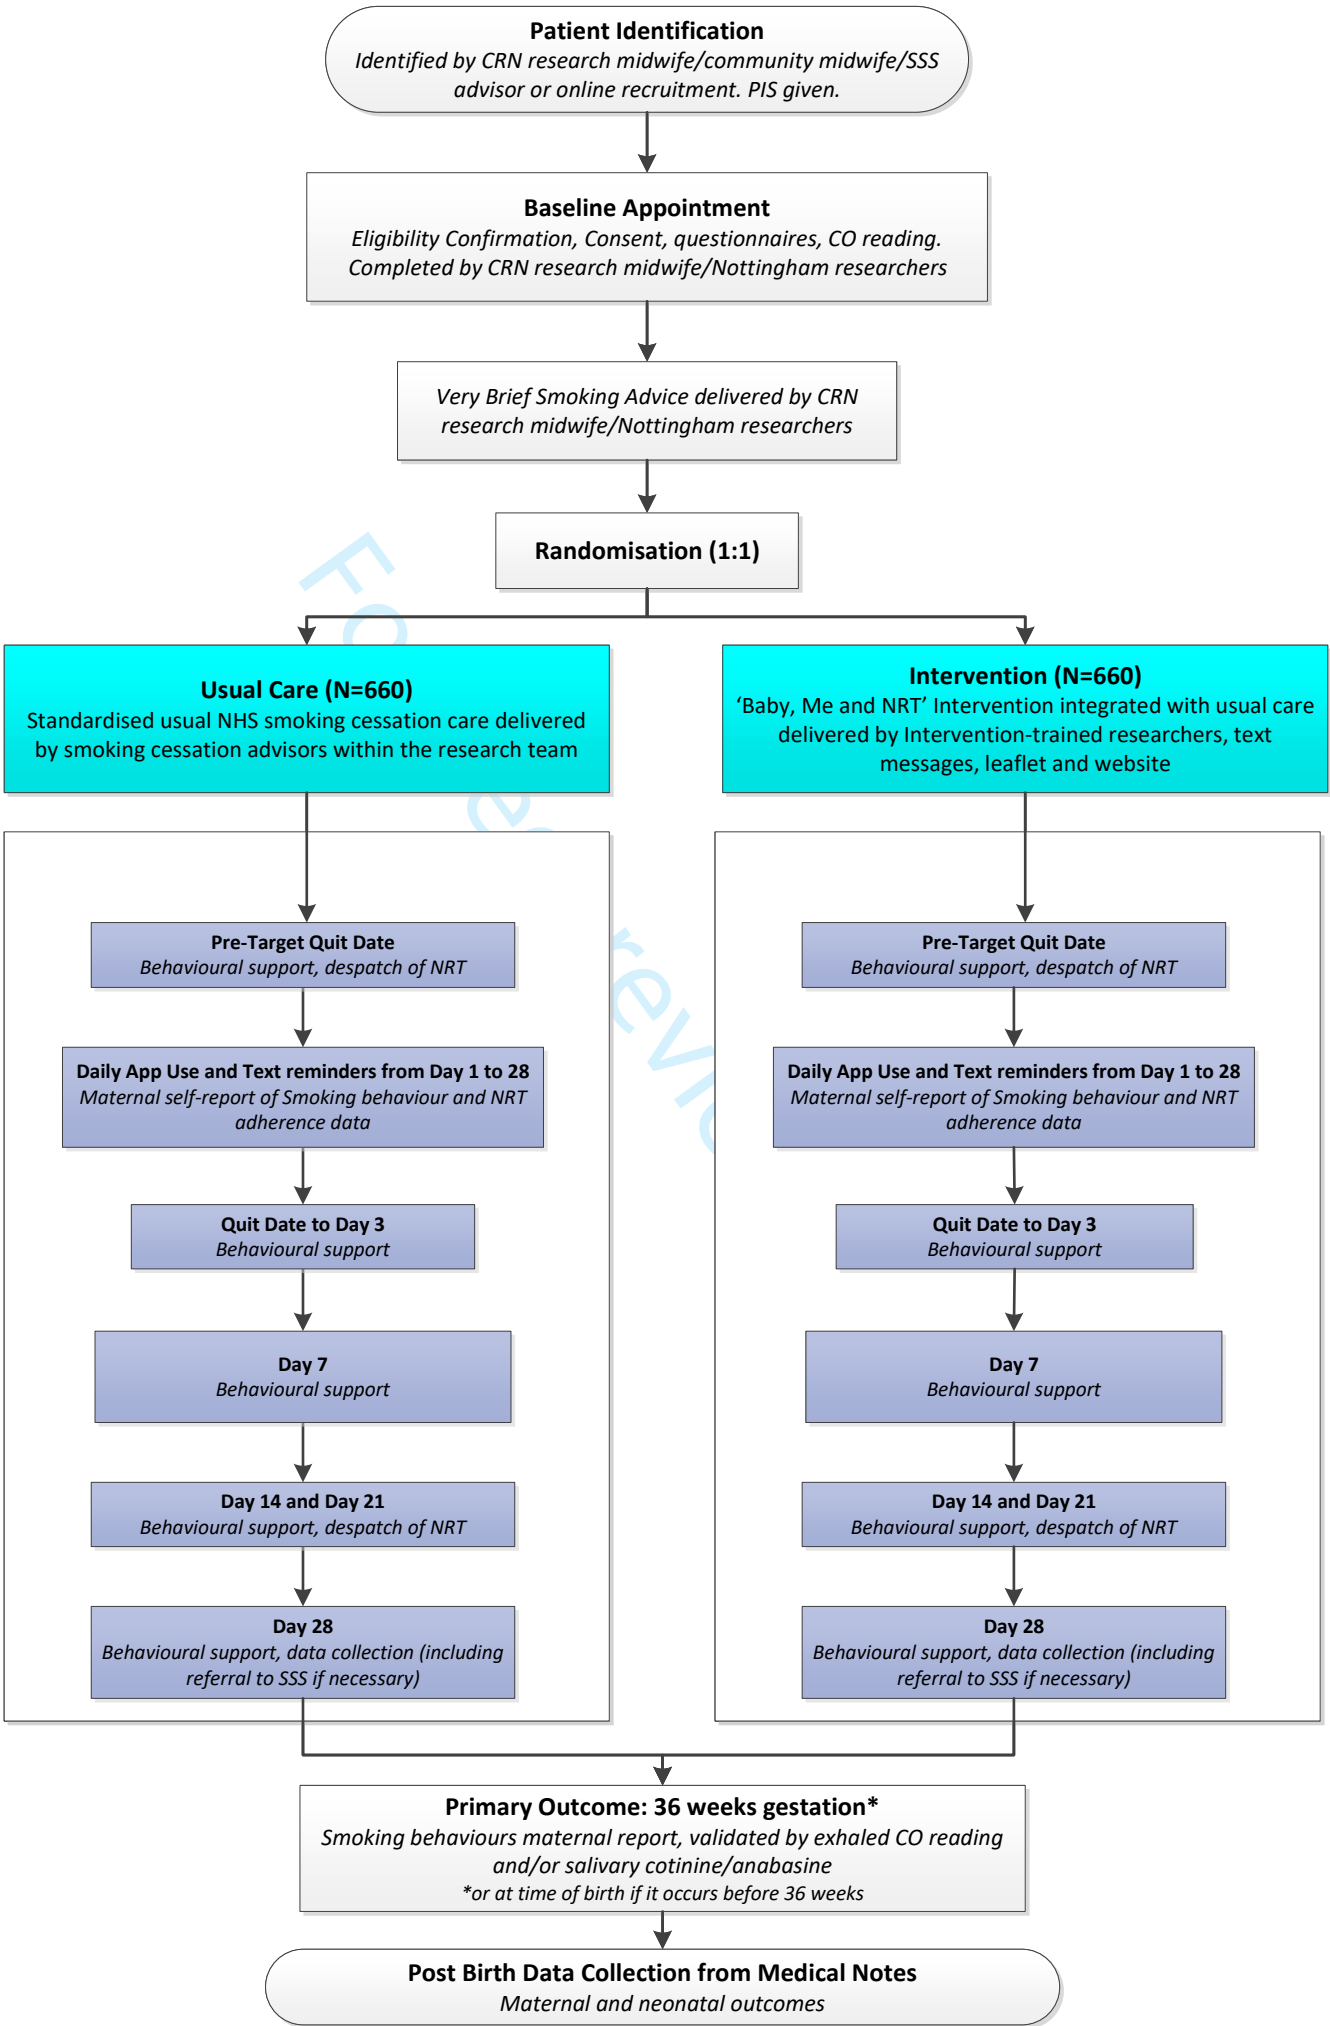 Patient Identification
Identified by CRN research midwife/community midwife/SSS
advisor or online recruitment. PIS given.
Baseline Appointment
Eligibility Confirmation, Consent, questionnaires, CO reading.
Completed by CRN research midwife/Nottingham researchers
Very Brief Smoking Advice delivered by CRN
research midwife/Nottingham researchers
Randomisation (1:1)
Usual Care (N=660)
Standardised usual NHS smoking cessation care delivered
by smoking cessation advisors within the research team
Intervention (N=660)
‘Baby, Me and NRT’ Intervention integrated with usual care
delivered by Intervention-trained researchers, text
messages, leaflet and website
Pre-Target Quit Date
Behavioural support, despatch of NRT
Daily App Use and Text reminders from Day 1 to 28
Maternal self-report of Smoking behaviour and NRT
adherence data
Quit Date to Day 3
Behavioural support
Day 7
Behavioural support
Day 14 and Day 21
Behavioural support, despatch of NRT
Day 28
Behavioural support, data collection (including
referral to SSS if necessary)
Pre-Target Quit Date
Behavioural support, despatch of NRT
Daily App Use and Text reminders from Day 1 to 28
Maternal self-report of Smoking behaviour and NRT
adherence data
Quit Date to Day 3
Behavioural support
Day 7
Behavioural support
Day 14 and Day 21
Behavioural support, despatch of NRT
Day 28
Behavioural support, data collection (including
referral to SSS if necessary)
Primary Outcome: 36 weeks gestation*
Smoking behaviours maternal report, validated by exhaled CO reading
and/or salivary cotinine/anabasine
*or at time of birth if it occurs before 36 weeks
Post Birth Data Collection from Medical Notes
Maternal and neonatal outcomes